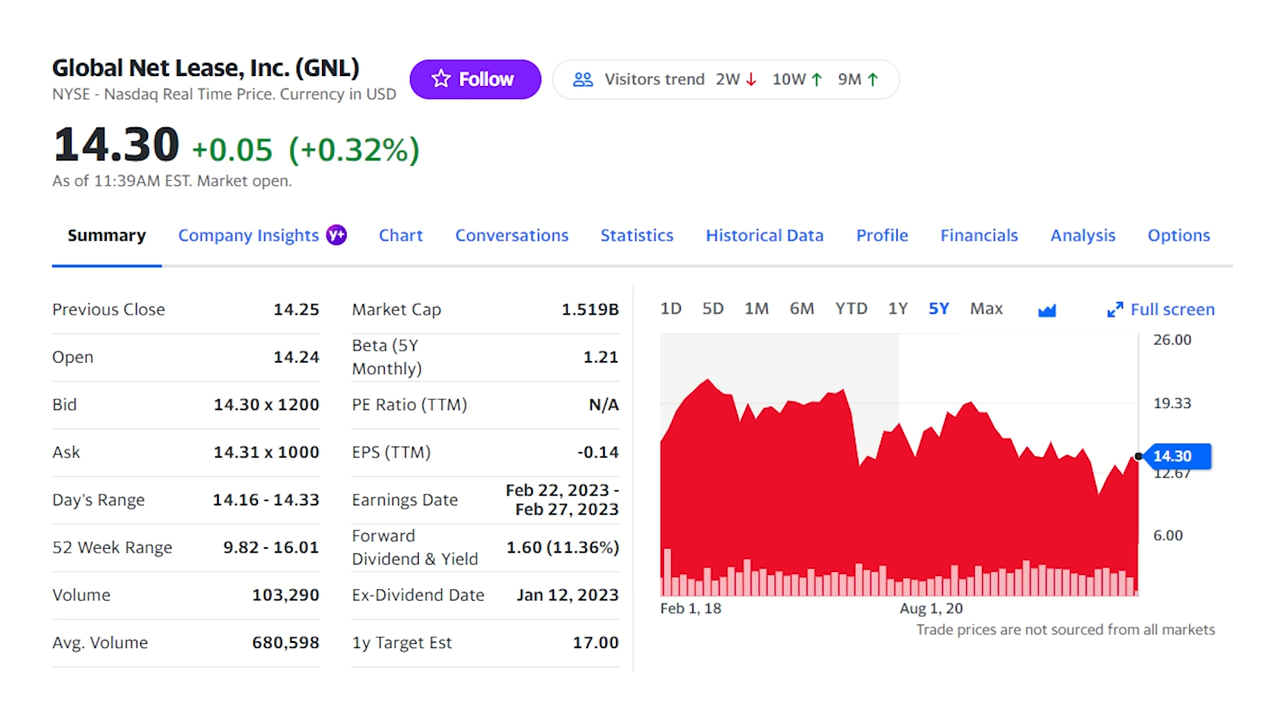 Global Net Lease, Inc. (GNL)
NYSE - Nasdaq Real Time Price. Currency in USD
Follow
Visitors trend 2W↓ 10W↑ 9M↑
14.30 +0.05 (+0.32%)
As of 11:39AM EST. Market open.
Summary Company Insights y+ Chart Conversations Statistics Historical Data Profile Financials Analysis Options
Previous Close 14.25
Open 14.24
Bid 14.30 x 1200
Ask 14.31 x 1000
Day's Range 14.16 - 14.33
52 Week Range 9.82 - 16.01
Volume 103,290
Avg. Volume 680,598
Market Cap 1.519B
Beta (5Y
Monthly) 1.21
PE Ratio (TTM) N/A
EPS (TTM) -0.14
Earnings Date Feb 22, 2023 -
Feb 27, 2023
Forward
Dividend & Yield 1.60 (11.36%)
Ex-Dividend Date Jan 12, 2023
1y Target Est 17.00
1D 5D 1M 6M YTD 1Y 5Y Max Full screen
26.00
19.33
14.30
12.67
6.00
Feb 1, 18 Aug 1, 20
Trade prices are not sourced from all markets